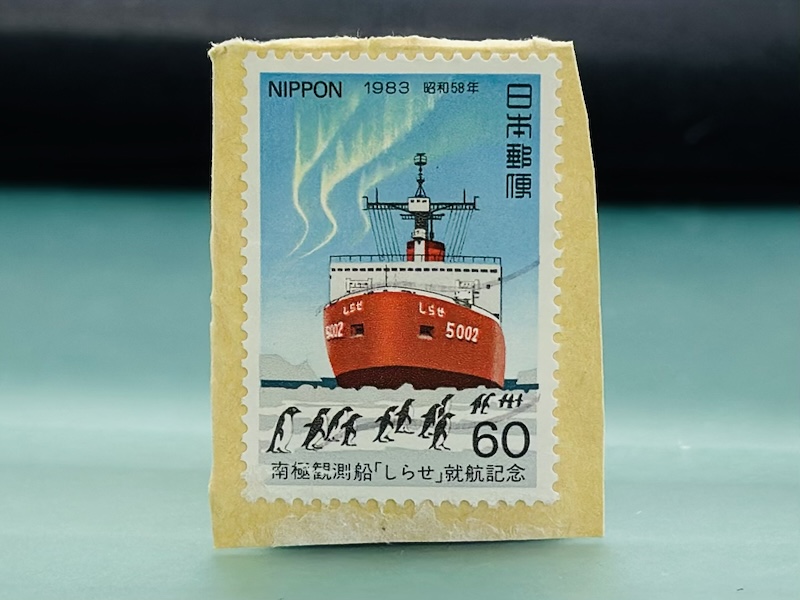 NIPPON 1983 昭和58年
日本郵便
しらせ しらせ
5002 5002
60
南極観測船「しらせ」就航記念